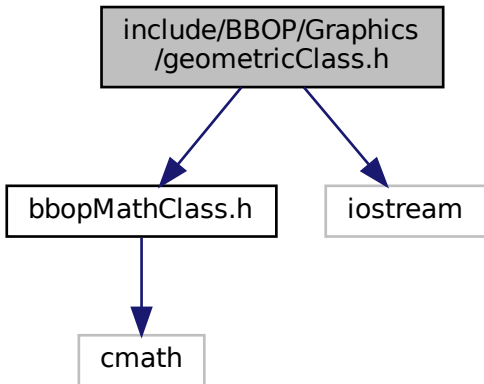 include/BBOP/Graphics
/geometricClass.h
bbopMathClass.h
iostream
cmath